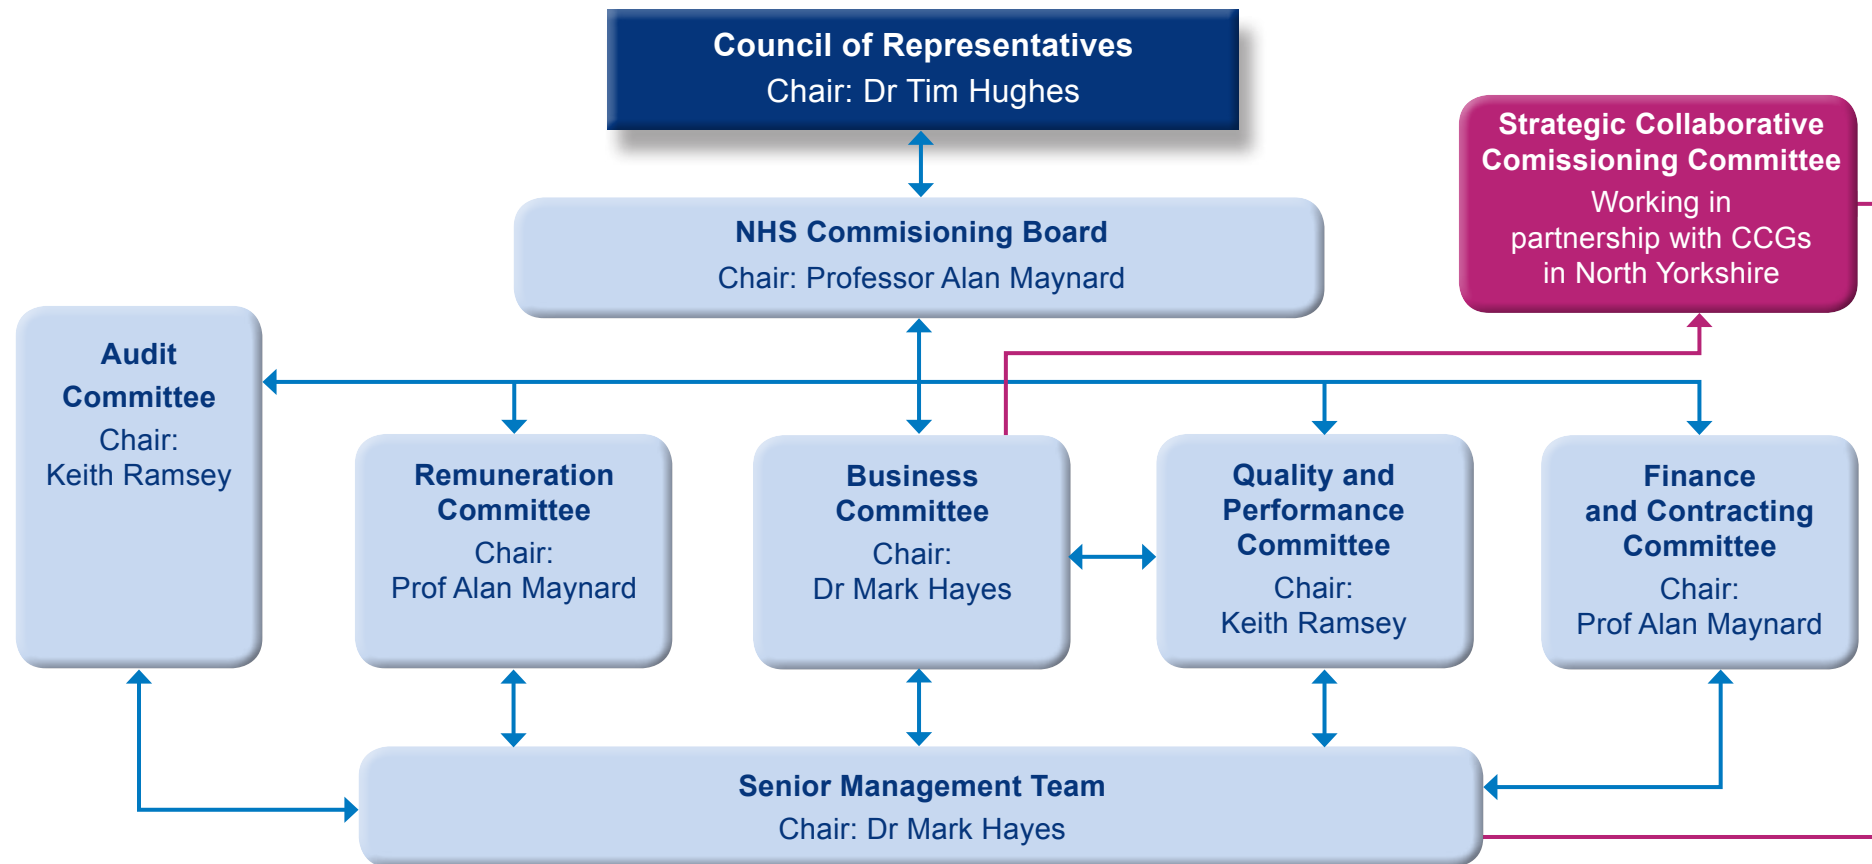 Council of Representatives
Chair: Dr Tim Hughes
Strategic Collaborative
Comissioning Committee
Working in
partnership with CCGs
in North Yorkshire
NHS Commisioning Board
Chair: Professor Alan Maynard
Audit
Committee
Chair:
Keith Ramsey
Remuneration
Committee
Chair:
Prof Alan Maynard
Business
Committee
Chair:
Dr Mark Hayes
Quality and
Performance
Committee
Chair:
Keith Ramsey
Finance
and Contracting
Committee
Chair:
Prof Alan Maynard
Senior Management Team
Chair: Dr Mark Hayes